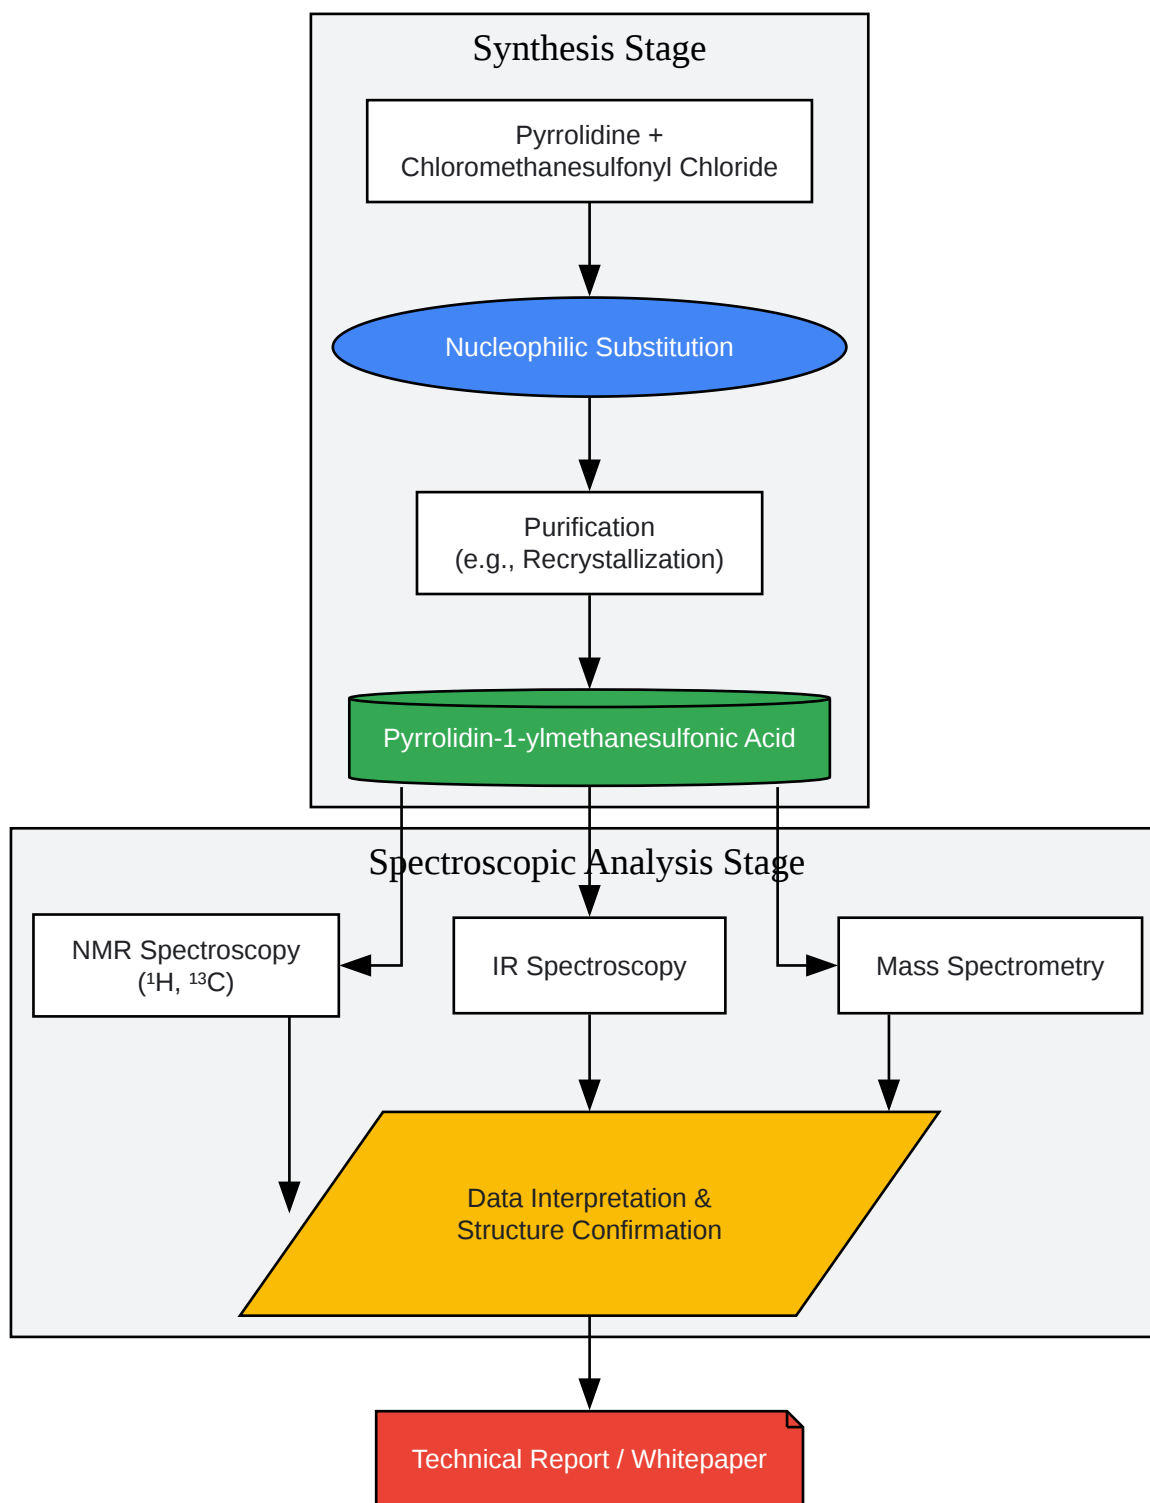 Synthesis Stage
Pyrrolidine +
Chloromethanesulfonyl Chloride
Nucleophilic Substitution
Purification
(e.g., Recrystallization)
Pyrrolidin-1-ylmethanesulfonic Acid
Spectroscopic Analysis Stage
NMR Spectroscopy
(¹H, ¹³C)
IR Spectroscopy
Mass Spectrometry
Data Interpretation &
Structure Confirmation
Technical Report / Whitepaper